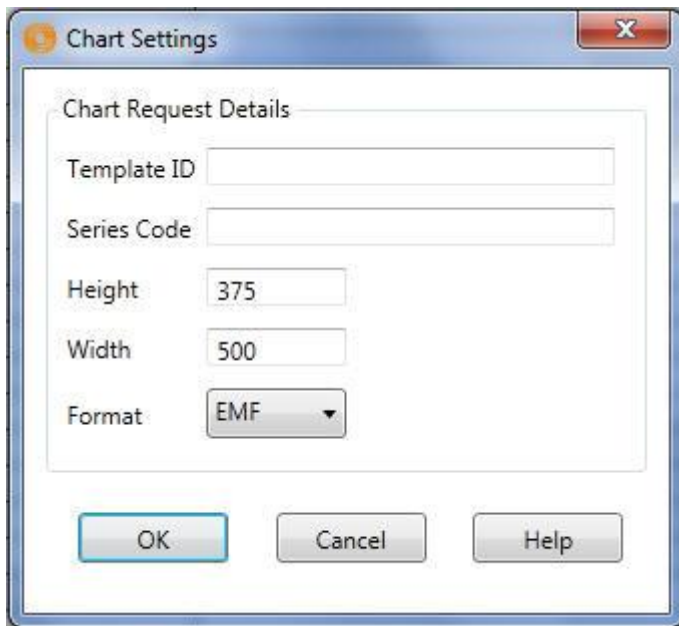 Chart Settings
Chart Request Details
Template ID
Series Code
Height 375
Width 500
Format EMF
OK Cancel Help